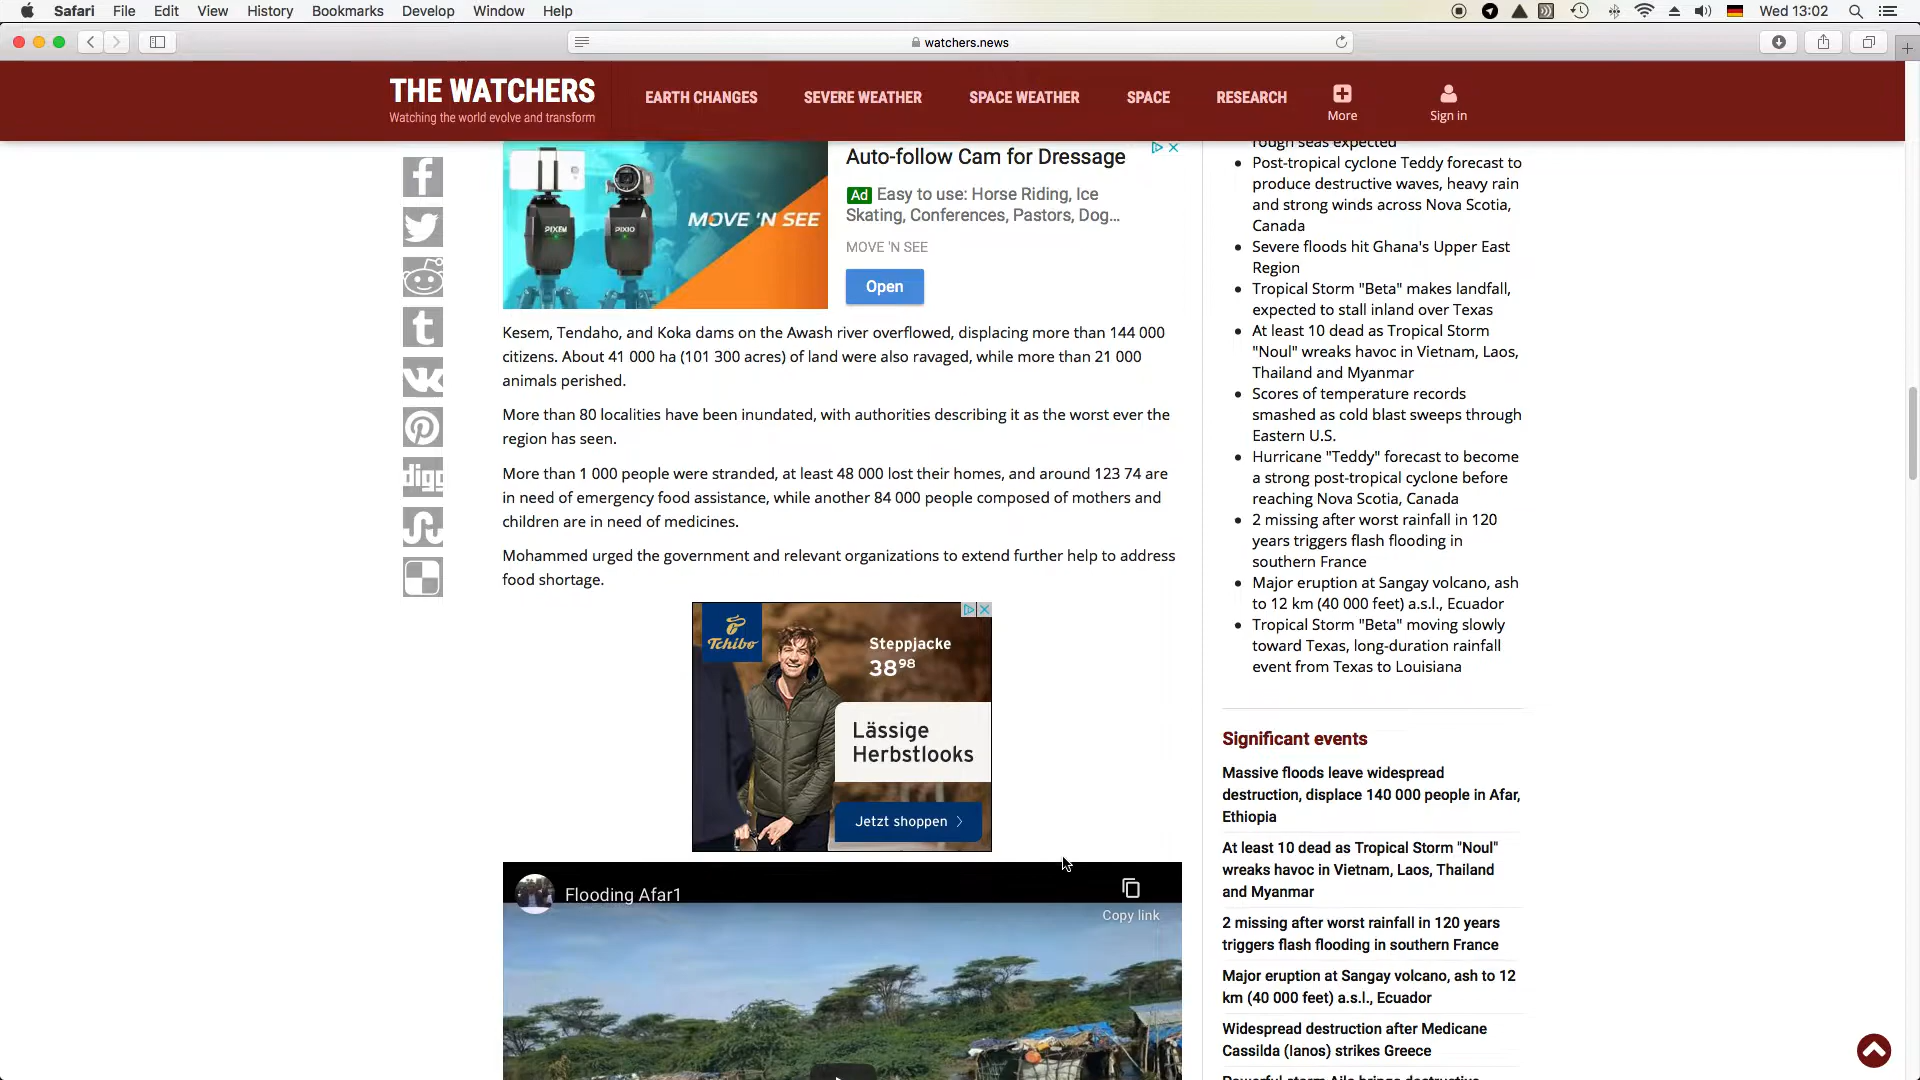 Safari File Edit View History Bookmarks Develop Window Help
Wed 13:02
watchers.news
THE WATCHERS
Watching the world evolve and transform
EARTH CHANGES SEVERE WEATHER SPACE WEATHER SPACE RESEARCH More Sign in
PIXEM
PIXIO
MOVE 'N SEE
Auto-follow Cam for Dressage
Ad Easy to use: Horse Riding, Ice
Skating, Conferences, Pastors, Dog...
MOVE 'N SEE
Open
Kesem, Tendaho, and Koka dams on the Awash river overflowed, displacing more than 144 000
citizens. About 41 000 ha (101 300 acres) of land were also ravaged, while more than 21 000
animals perished.
More than 80 localities have been inundated, with authorities describing it as the worst ever the
region has seen.
More than 1 000 people were stranded, at least 48 000 lost their homes, and around 123 74 are
in need of emergency food assistance, while another 84 000 people composed of mothers and
children are in need of medicines.
Mohammed urged the government and relevant organizations to extend further help to address
food shortage.
digg
Tchibo
Steppjacke
38⁹⁸
Lässige
Herbstlooks
Jetzt shoppen
Flooding Afar1
Copy link
rough seas expected
Post-tropical cyclone Teddy forecast to
produce destructive waves, heavy rain
and strong winds across Nova Scotia,
Canada
Severe floods hit Ghana's Upper East
Region
Tropical Storm "Beta" makes landfall,
expected to stall inland over Texas
At least 10 dead as Tropical Storm
"Noul" wreaks havoc in Vietnam, Laos,
Thailand and Myanmar
Scores of temperature records
smashed as cold blast sweeps through
Eastern U.S.
Hurricane "Teddy" forecast to become
a strong post-tropical cyclone before
reaching Nova Scotia, Canada
2 missing after worst rainfall in 120
years triggers flash flooding in
southern France
Major eruption at Sangay volcano, ash
to 12 km (40 000 feet) a.s.l., Ecuador
Tropical Storm "Beta" moving slowly
toward Texas, long-duration rainfall
event from Texas to Louisiana
Significant events
Massive floods leave widespread
destruction, displace 140 000 people in Afar,
Ethiopia
At least 10 dead as Tropical Storm "Noul"
wreaks havoc in Vietnam, Laos, Thailand
and Myanmar
2 missing after worst rainfall in 120 years
triggers flash flooding in southern France
Major eruption at Sangay volcano, ash to 12
km (40 000 feet) a.s.l., Ecuador
Widespread destruction after Medicane
Cassilda (Ianos) strikes Greece